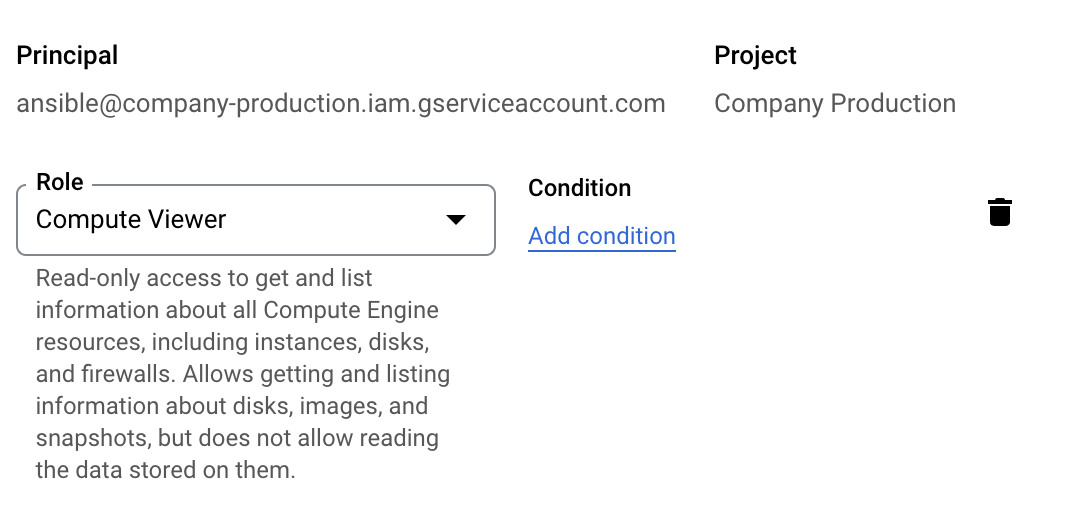 Principal
Project
ansible@company-production.iam.gserviceaccount.com
Company Production
Role
Compute Viewer
Condition
Add condition
Read-only access to get and list
information about all Compute Engine
resources, including instances, disks,
and firewalls. Allows getting and listing
information about disks, images, and
snapshots, but does not allow reading
the data stored on them.